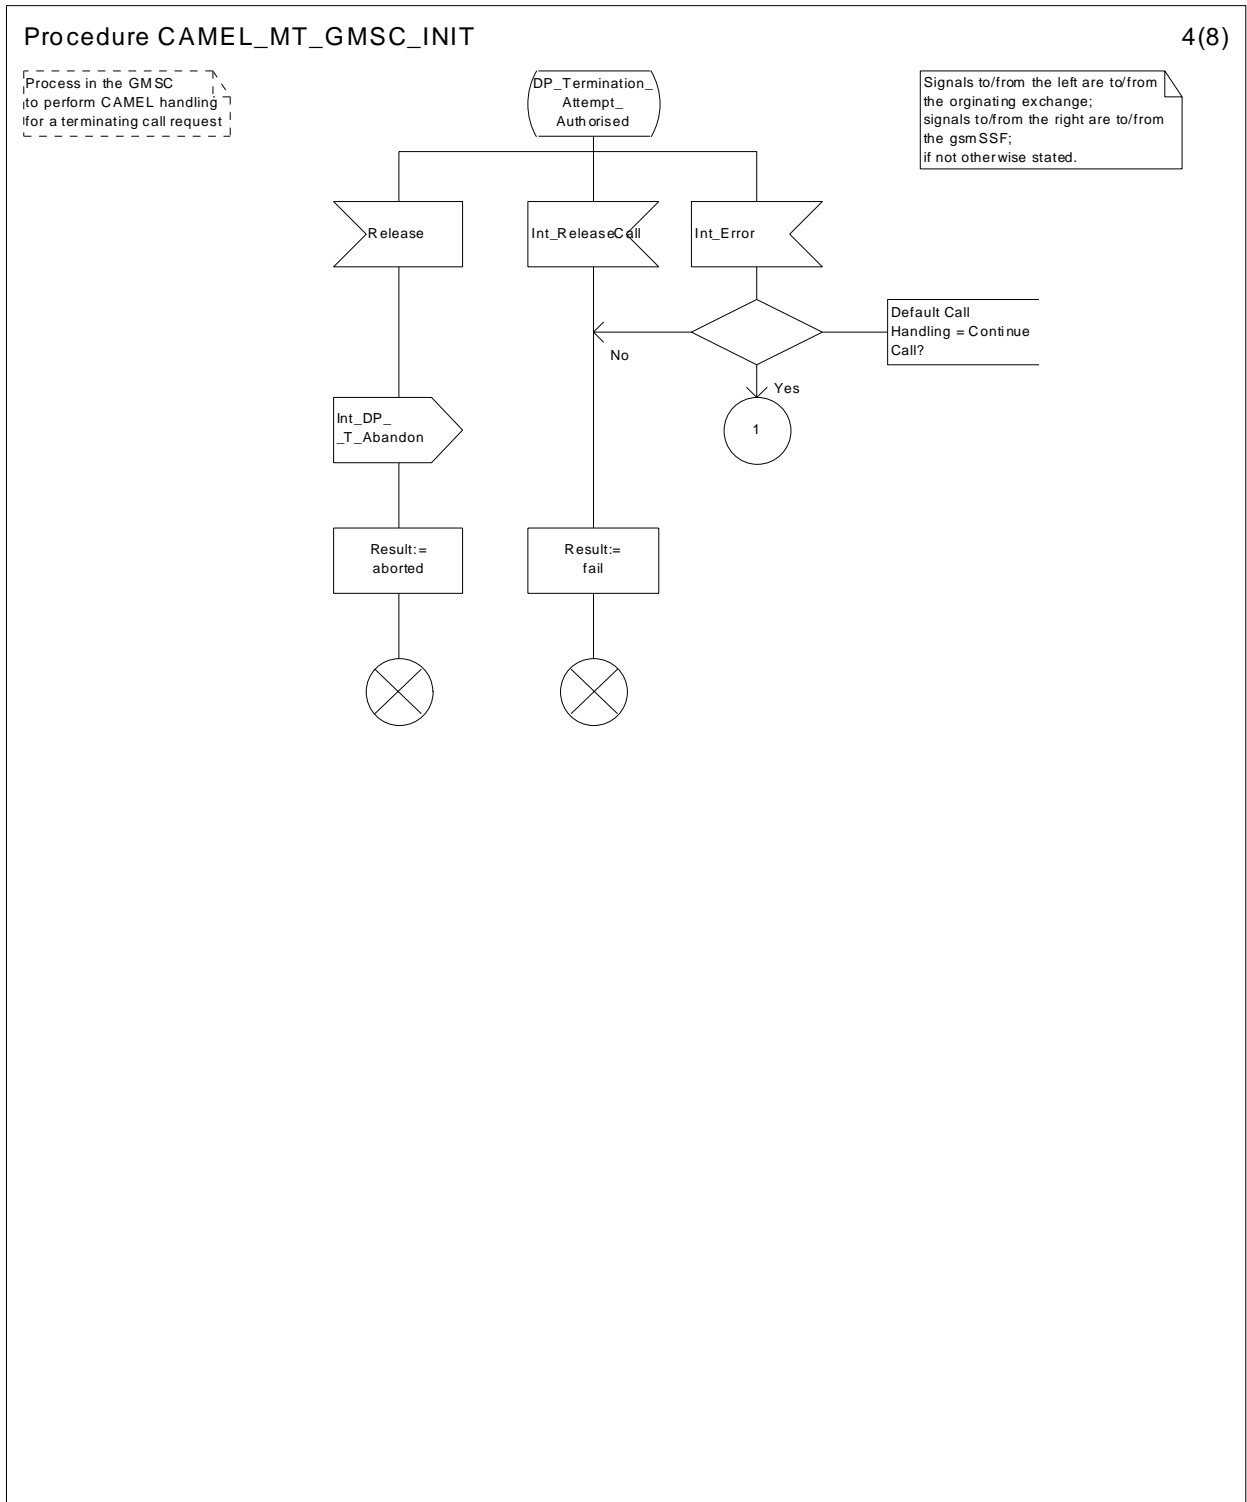 Procedure CAMEL_MT_GMSC_INIT
4(8)
Process in the GMSC
to perform CAMEL handling
for a terminating call request
DP_Termination_
Attempt_
Authorised
Signals to/from the left are to/from
the orginating exchange;
signals to/from the right are to/from
the gsmSSF;
if not otherwise stated.
Release
Int_ReleaseCall
Int_Error
Default Call
Handling = Continue
Call?
No
Yes
Int_DP_
_T_Abandon
1
Result:=
aborted
Result:=
fail